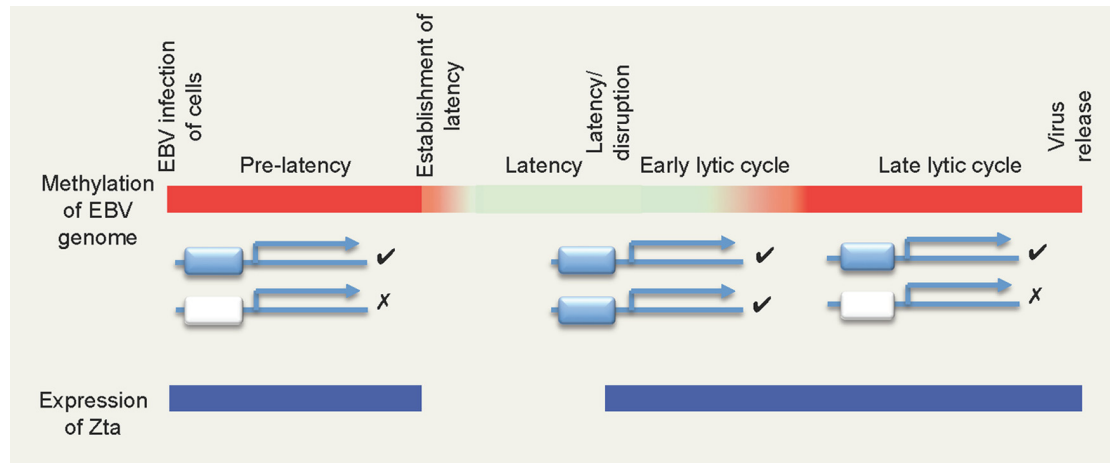 EBV infection
of cells
Establishment of
latency
Latency/
disruption
Virus
release
Pre-latency
Latency
Early lytic cycle
Late lytic cycle
Methylation
of EBV
genome
✔
✔
✔
✗
✔
✗
Expression
of Zta